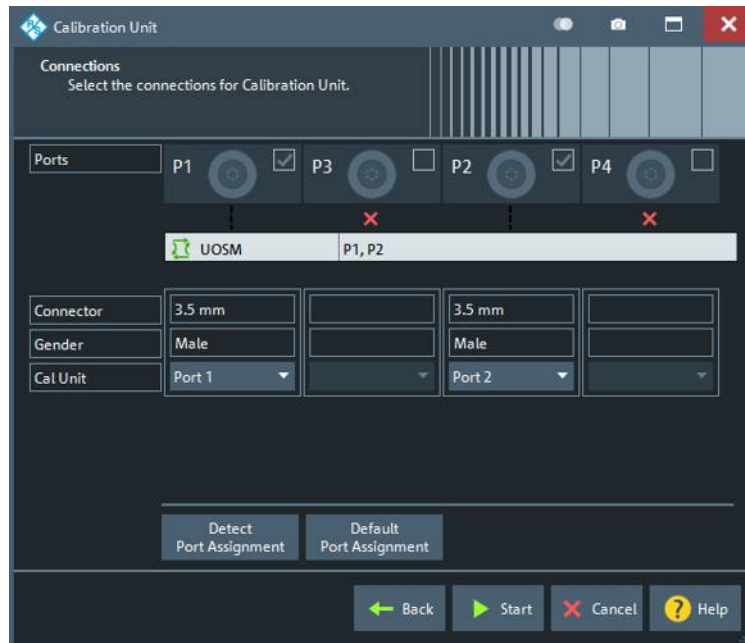 R&S Calibration Unit
Connections
Select the connections for Calibration Unit.
Ports P1 P3 P2 P4
UOSM P1, P2
Connector 3.5 mm 3.5 mm
Gender Male Male
Cal Unit Port 1 Port 2
Detect Port Assignment
Default Port Assignment
Back Start Cancel ? Help